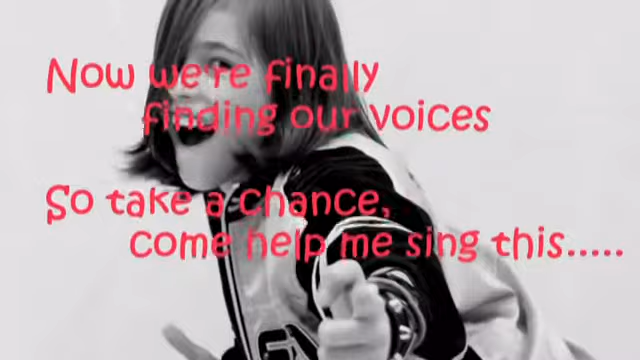 Now we're finally
finding our voices
So take a chance,
come help me sing this.....